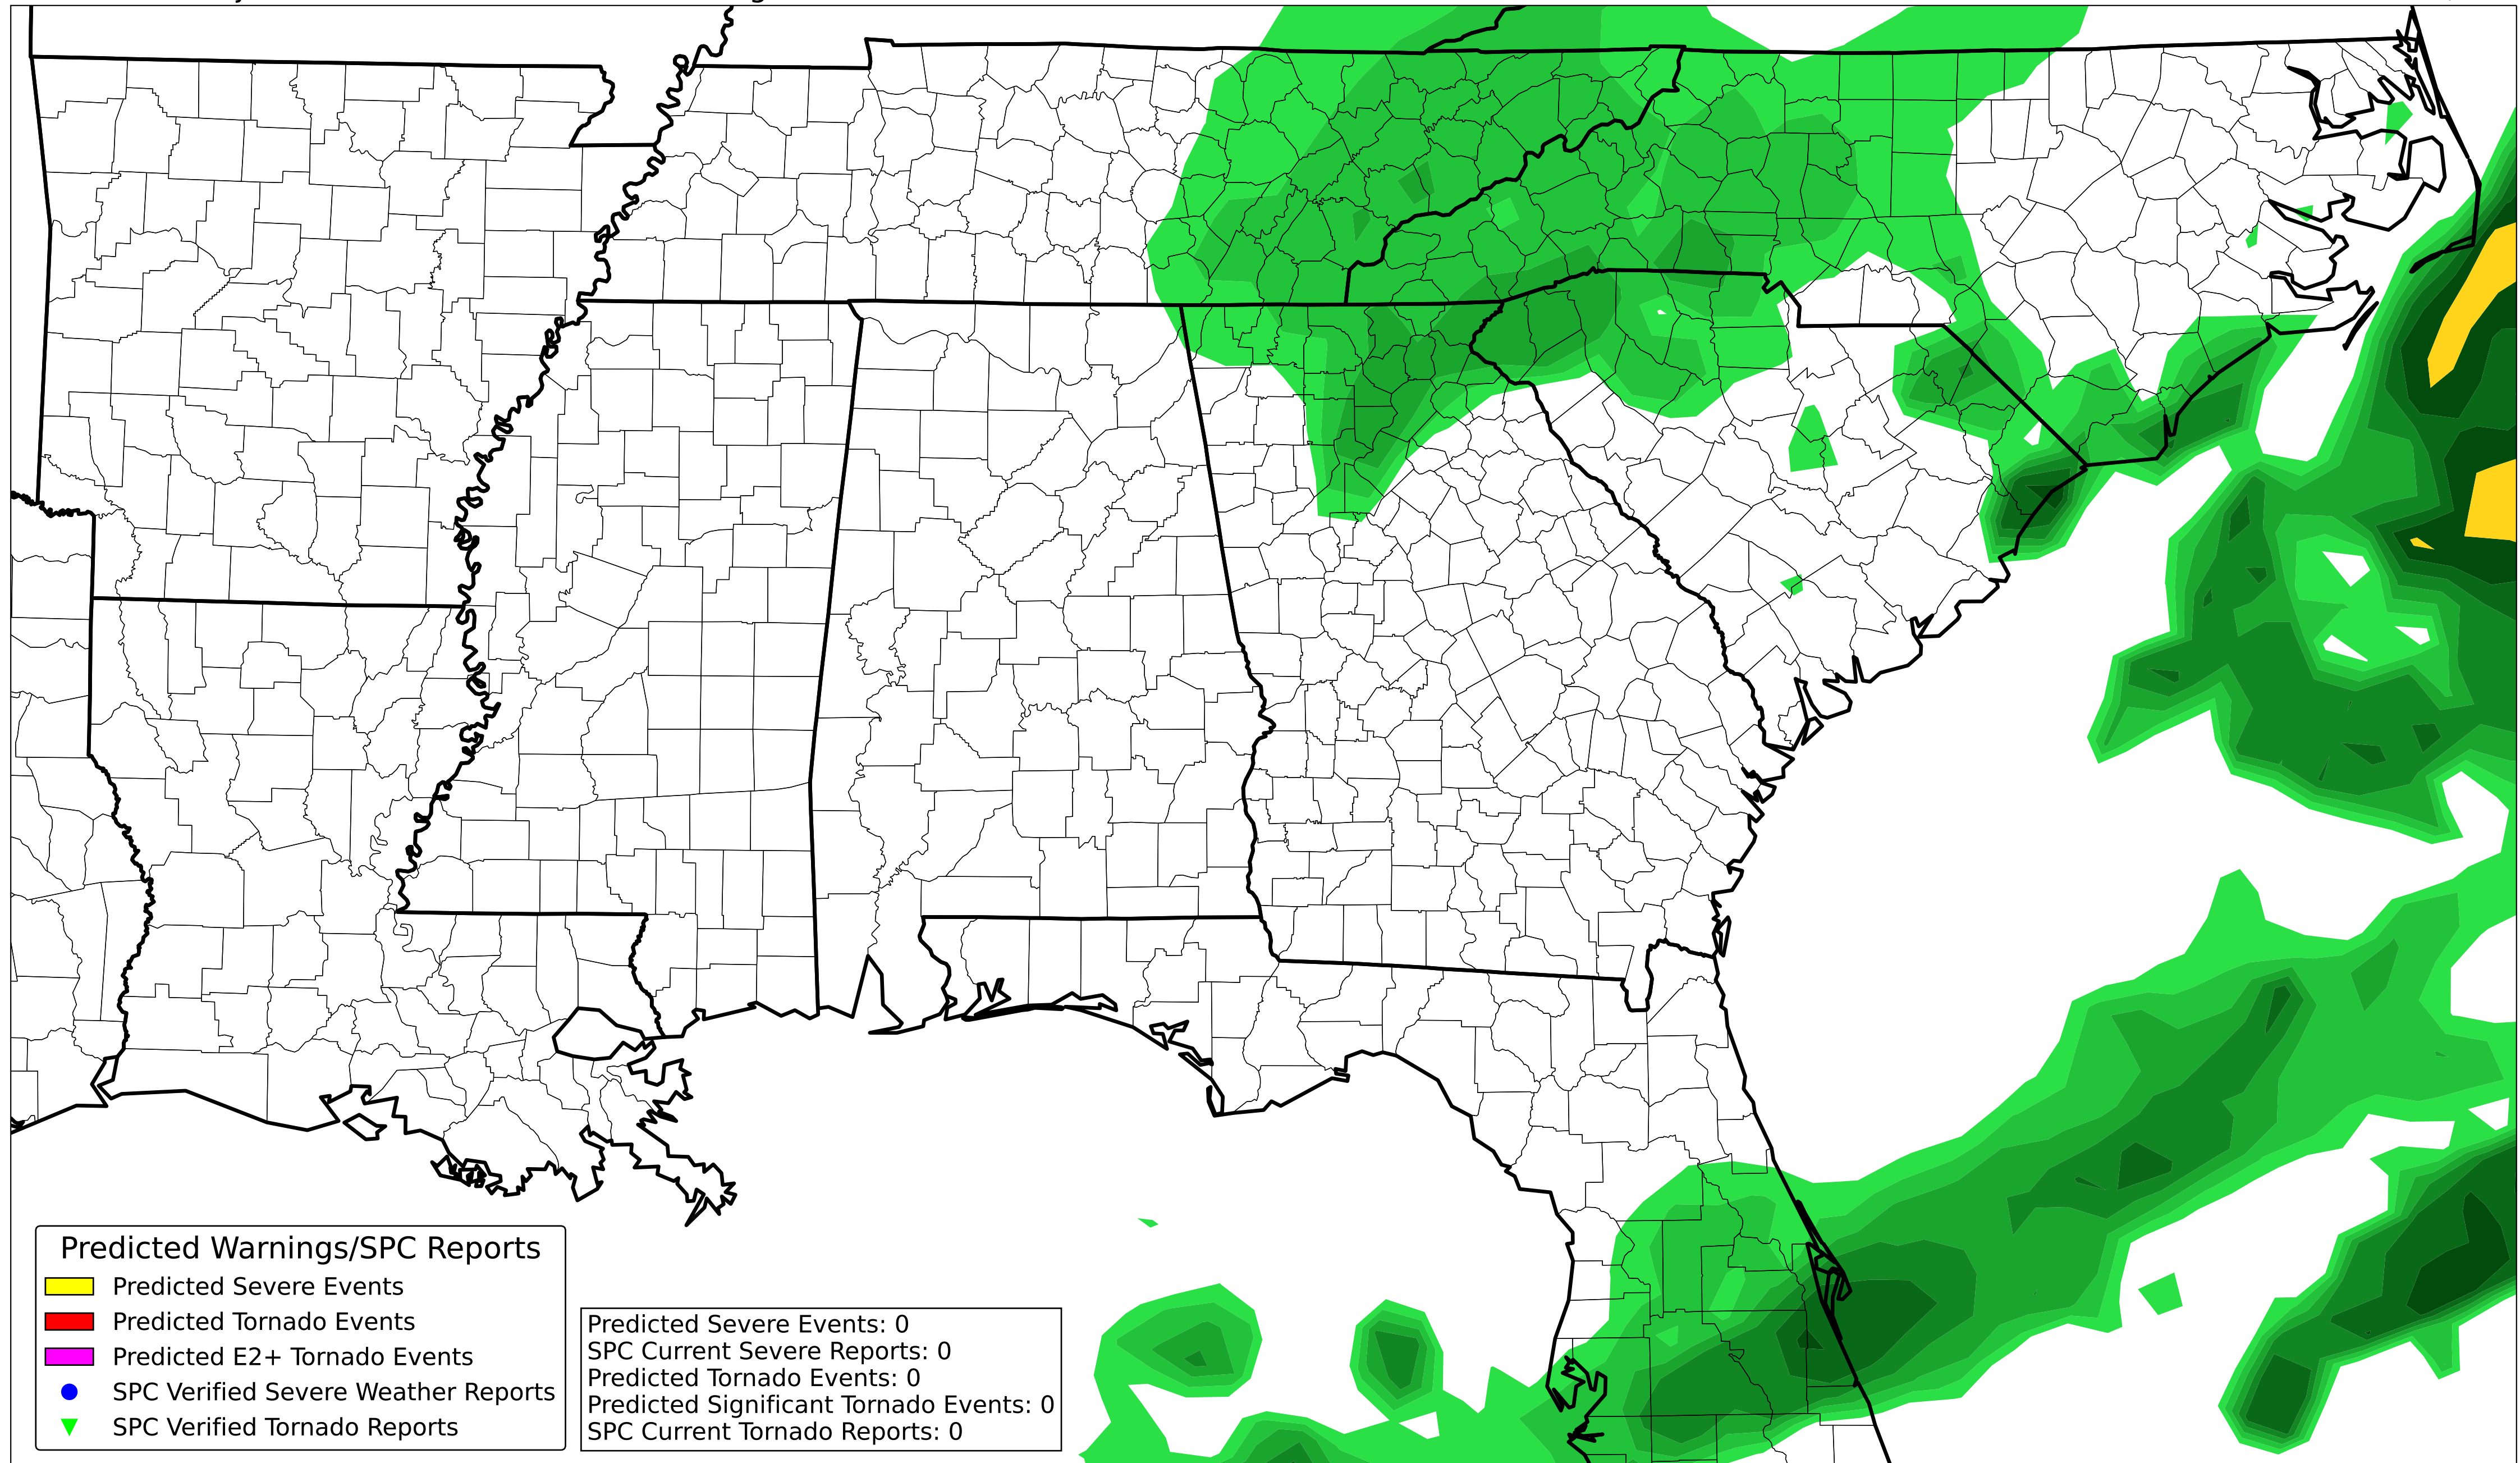 Predicted Warnings/SPC Reports
Predicted Severe Events
Predicted Tornado Events
Predicted E2+ Tornado Events
SPC Verified Severe Weather Reports
SPC Verified Tornado Reports
Predicted Severe Events: 0
SPC Current Severe Reports: 0
Predicted Tornado Events: 0
Predicted Significant Tornado Events: 0
SPC Current Tornado Reports: 0